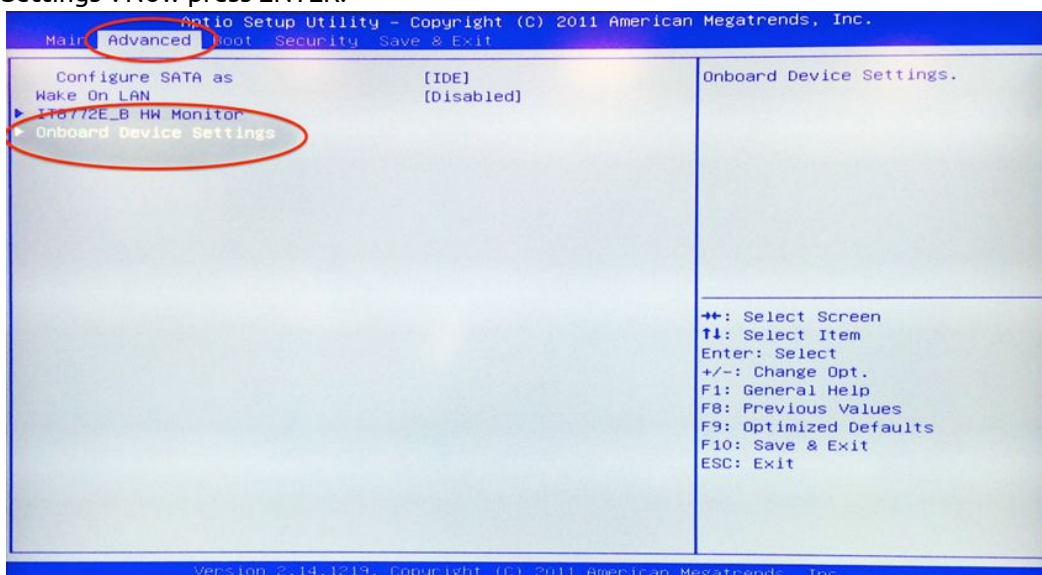 Settings . Now press ENTER.
Aptio Setup Utility – Copyright (C) 2011 American Megatrends, Inc.
Main Advanced Boot Security Save & Exit
Configure SATA as [IDE]
Wake On LAN [Disabled]
► IT8772E_B HW Monitor
► Onboard Device Settings
Onboard Device Settings.
→←: Select Screen
↑↓: Select Item
Enter: Select
+/-: Change Opt.
F1: General Help
F8: Previous Values
F9: Optimized Defaults
F10: Save & Exit
ESC: Exit
Version 2.14.1219. Copyright (C) 2011 American Megatrends, Inc.